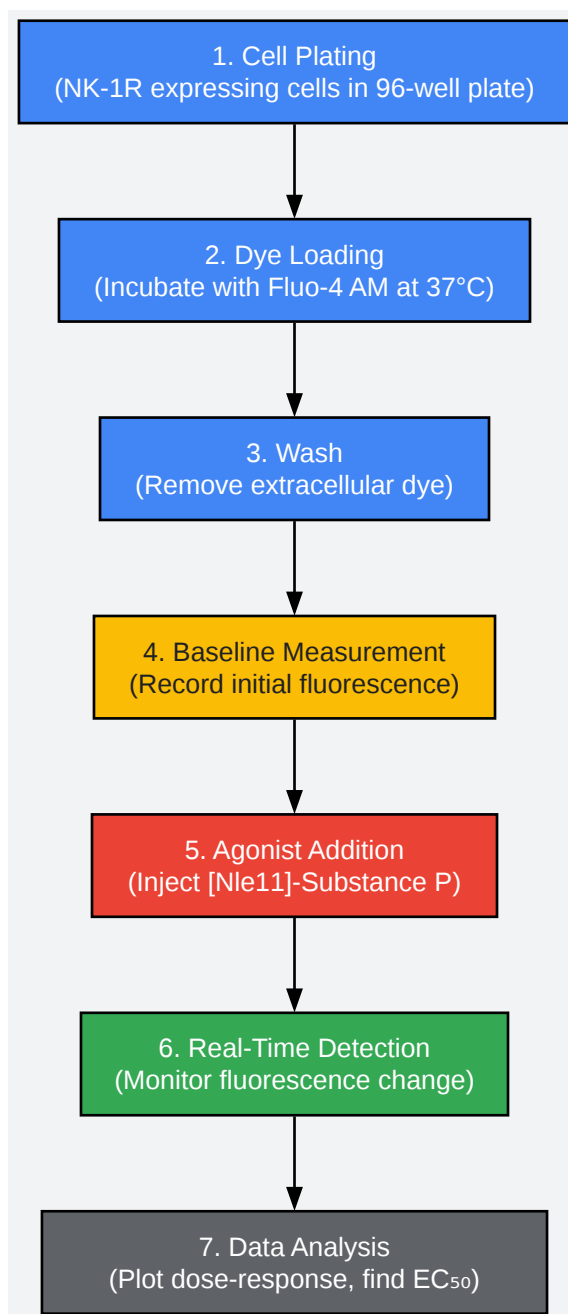 1. Cell Plating
(NK-1R expressing cells in 96-well plate)
2. Dye Loading
(Incubate with Fluo-4 AM at 37°C)
3. Wash
(Remove extracellular dye)
4. Baseline Measurement
(Record initial fluorescence)
5. Agonist Addition
(Inject [Nle11]-Substance P)
6. Real-Time Detection
(Monitor fluorescence change)
7. Data Analysis
(Plot dose-response, find EC₅₀)